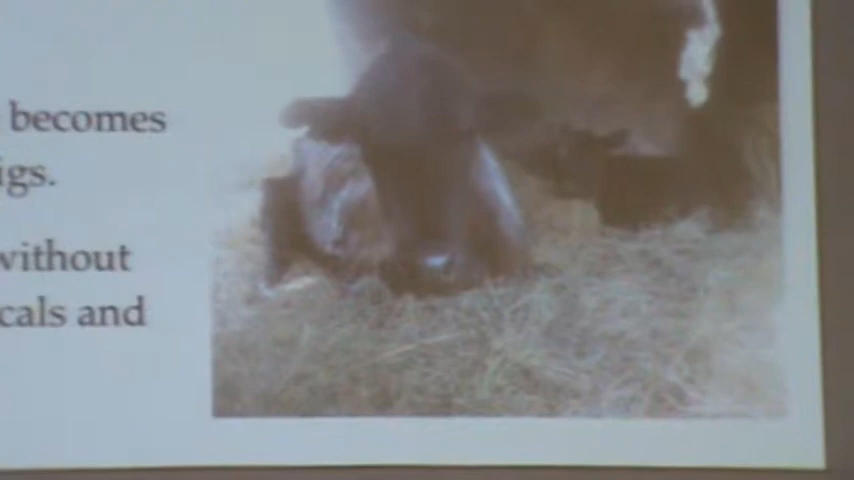 becomes
igs.
without
cals and